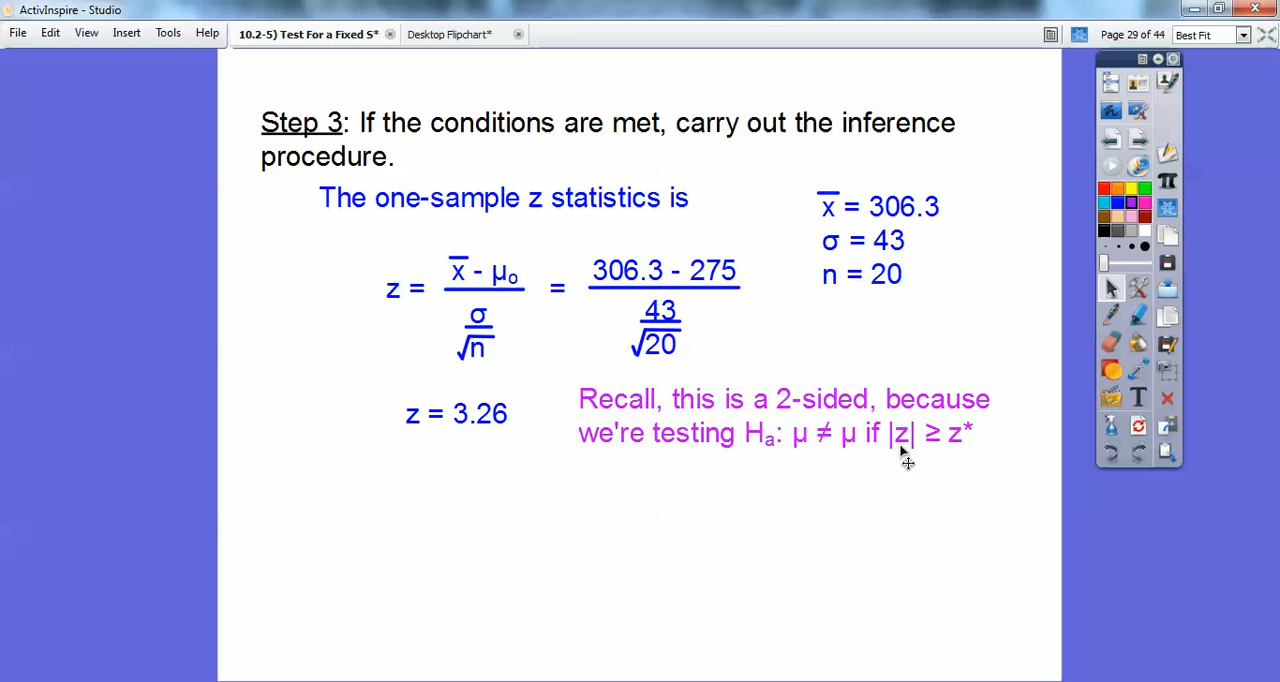 ActivInspire - Studio
File Edit View Insert Tools Help
10.2-5) Test For a Fixed S*
Desktop Flipchart*
Page 29 of 44
Best Fit
Step 3: If the conditions are met, carry out the inference
procedure.
The one-sample z statistics is
x̄ = 306.3
σ = 43
n = 20
z = (x̄ - μ₀) / (σ / √n) = (306.3 - 275) / (43 / √20)
z = 3.26
Recall, this is a 2-sided, because
we're testing Hₐ: μ ≠ μ if |z| ≥ z*